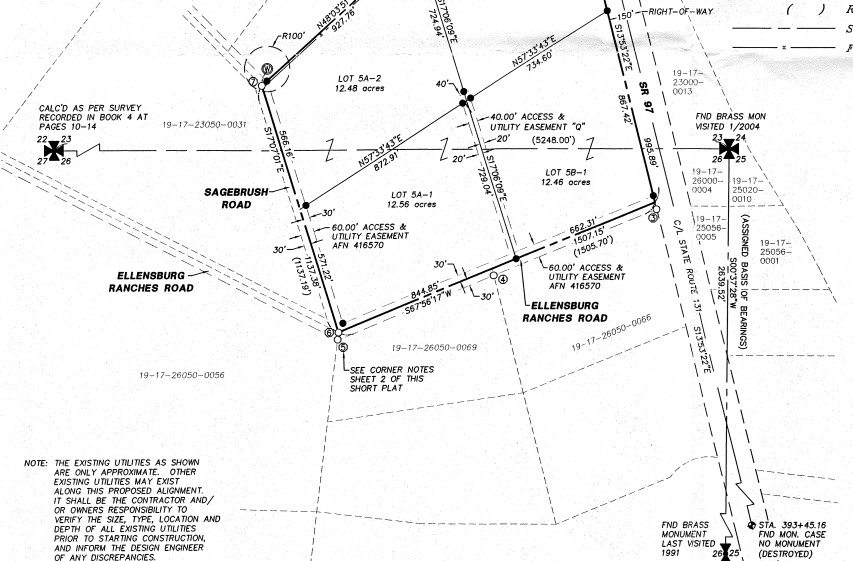 R100'
N48°03'51"
927.76'
S17°06'09"E
724.94'
N57°33'43"E
734.60'
150'
RIGHT-OF-WAY
S13°53'22"E
867.42'
SR 97
995.89'
( ) R
S
F
19-17-
23000-
0013
LOT 5A-2
12.48 acres
40'
W
7
CALC'D AS PER SURVEY
RECORDED IN BOOK 4 AT
PAGES 10-14
19-17-23050-0031
22 23
27 26
40.00' ACCESS &
UTILITY EASEMENT "Q"
(5248.00')
20'
20'
FND BRASS MON
VISITED 1/2004
23 24
26 25
566.16'
S17°07'01"E
N57°33'43"E
872.91'
S17°06'09"E
729.04'
LOT 5B-1
12.46 acres
19-17-
26000-
0004
19-17-
25020-
0010
SAGEBRUSH
ROAD
LOT 5A-1
12.56 acres
30'
60.00' ACCESS &
UTILITY EASEMENT
AFN 416570
30'
571.22'
1137.38'
(1137.19')
662.31'
(1507.15')
(1505.70')
3
19-17-
25056-
0005
19-17-
25056-
0001
C/L STATE ROUTE 131
S13°53'22"E
(ASSIGNED BASIS OF BEARINGS)
S00°37'28"W
2639.52'
ELLENSBURG
RANCHES ROAD
30'
30'
844.85'
S67°56'17"W
4
60.00' ACCESS &
UTILITY EASEMENT
AFN 416570
ELLENSBURG
RANCHES ROAD
6
5
19-17-26050-0069
19-17-26050-0066
19-17-26050-0056
SEE CORNER NOTES
SHEET 2 OF THIS
SHORT PLAT
NOTE: THE EXISTING UTILITIES AS SHOWN
ARE ONLY APPROXIMATE. OTHER
EXISTING UTILITIES MAY EXIST
ALONG THIS PROPOSED ALIGNMENT.
IT SHALL BE THE CONTRACTOR AND/
OR OWNERS RESPONSIBILITY TO
VERIFY THE SIZE, TYPE, LOCATION AND
DEPTH OF ALL EXISTING UTILITIES
PRIOR TO STARTING CONSTRUCTION,
AND INFORM THE DESIGN ENGINEER
OF ANY DISCREPANCIES.
FND BRASS
MONUMENT
LAST VISITED
1991
26 25
STA. 393+45.16
FND MON. CASE
NO MONUMENT
(DESTROYED)